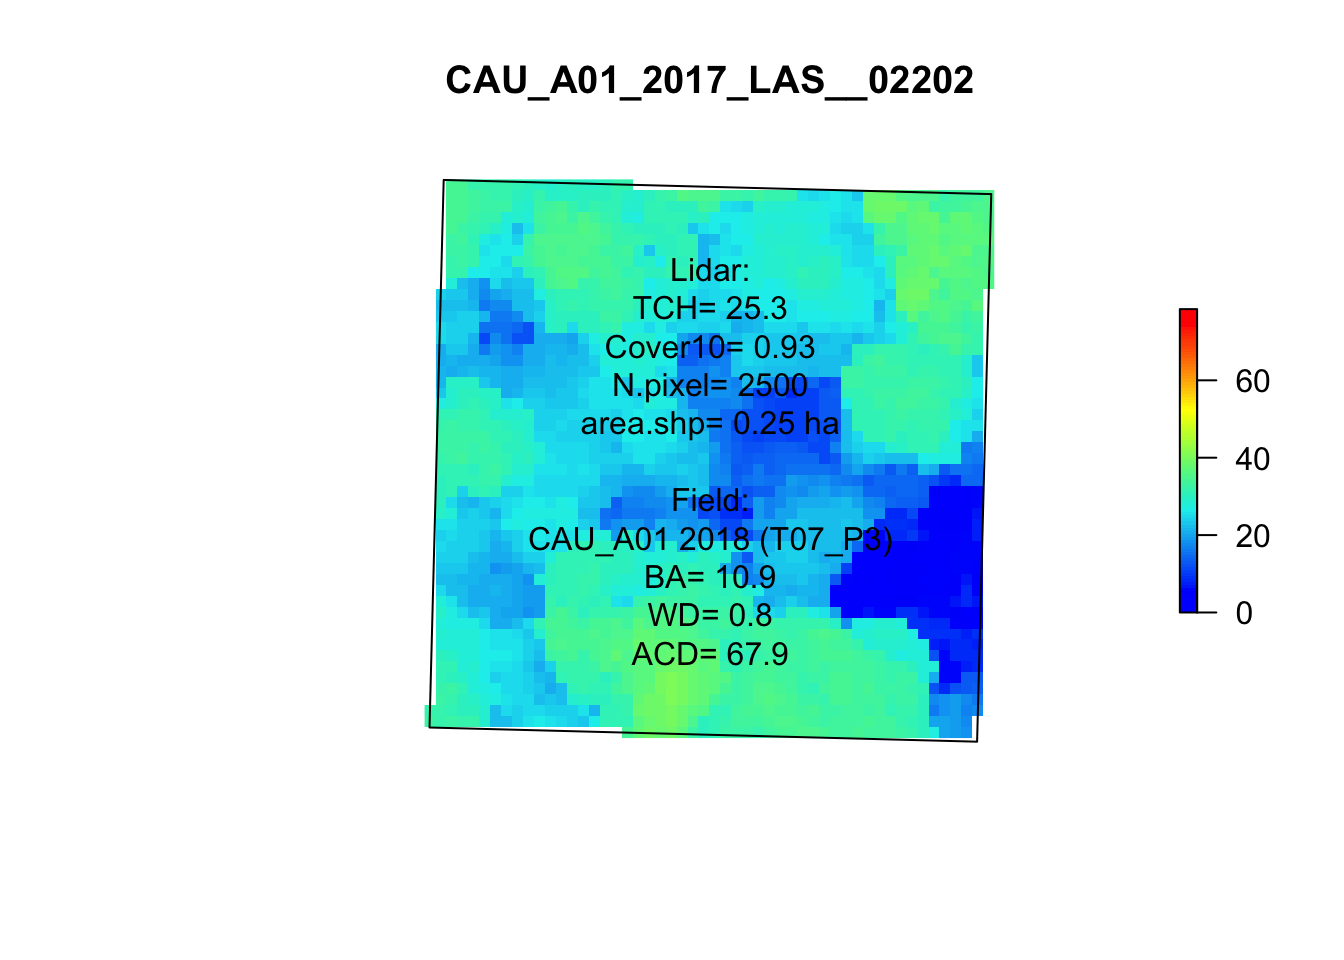 CAU_A01_2017_LAS__02202
Lidar:
TCH= 25.3
Cover10= 0.93
N.pixel= 2500
area.shp= 0.25 ha
Field:
CAU_A01 2018 (T07_P3)
BA= 10.9
WD= 0.8
ACD= 67.9
60
40
20
0